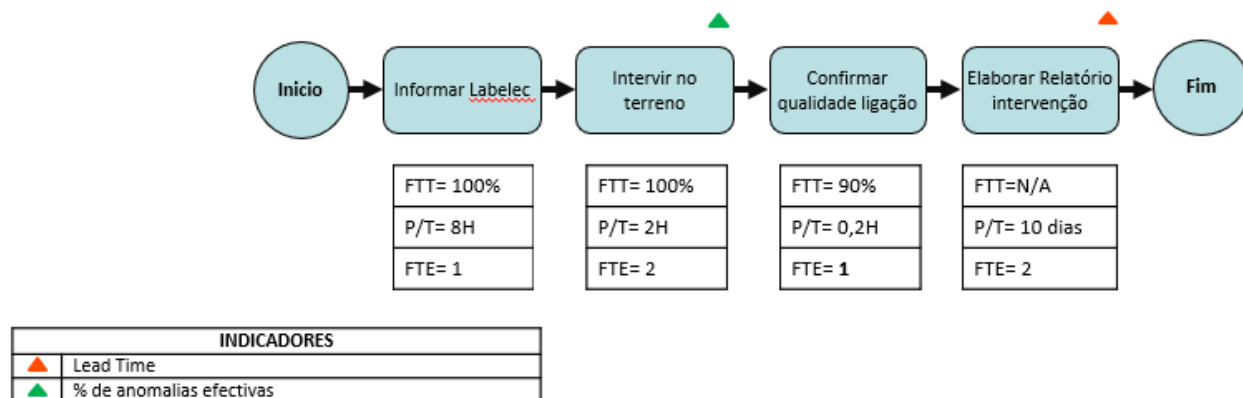 Inicio
Informar Labelec
Intervir no
terreno
Confirmar
qualidade ligação
Elaborar Relatório
intervenção
Fim
FTT= 100%
P/T= 8H
FTE= 1
FTT= 100%
P/T= 2H
FTE= 2
FTT= 90%
P/T= 0,2H
FTE= 1
FTT=N/A
P/T= 10 dias
FTE= 2
INDICADORES
Lead Time
% de anomalias efectivas